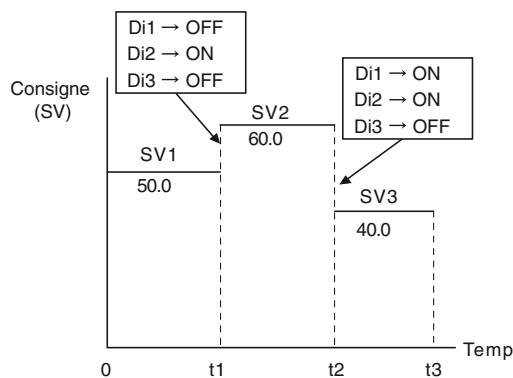 Di1 → OFF
Di2 → ON
Di3 → OFF
Di1 → ON
Di2 → ON
Di3 → OFF
Consigne
(SV)
SV1
50.0
SV2
60.0
SV3
40.0
Temp
0 t1 t2 t3